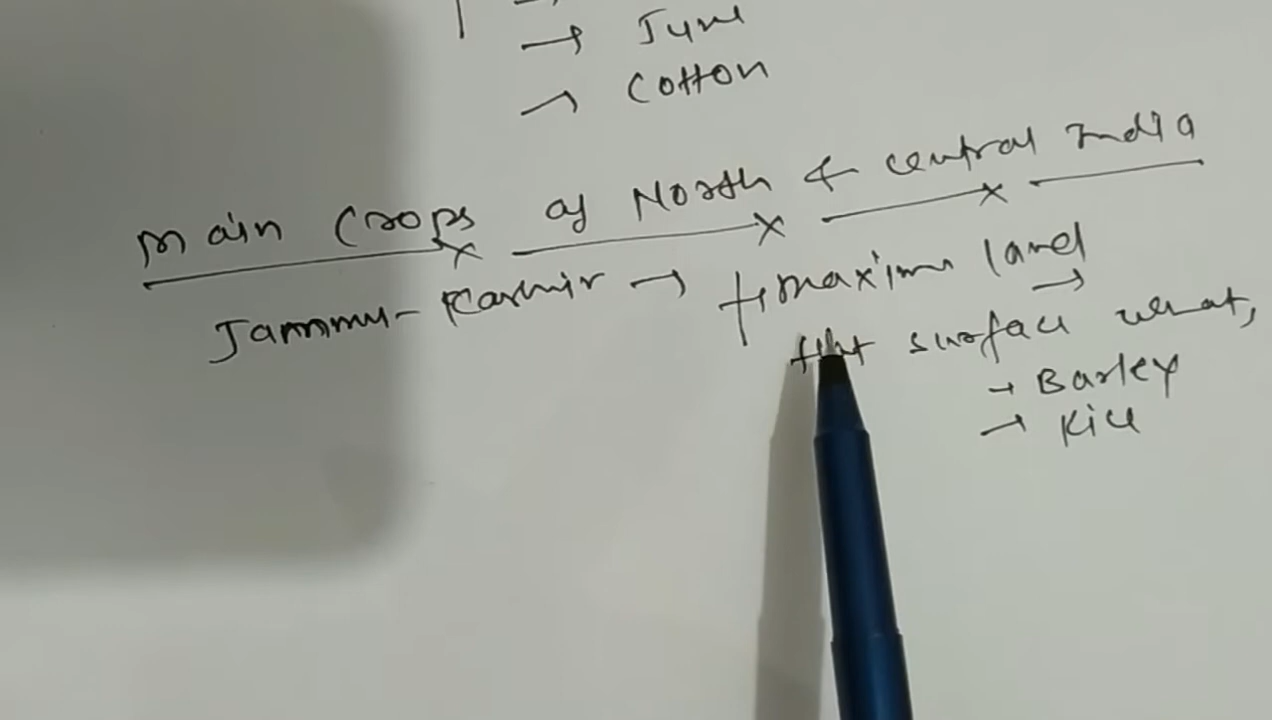 → Jute
→ Cotton
Main Crops of North & central India
Jammu-Kashmir → maximum land →
flat surface wheat,
→ Barley
→ Rice